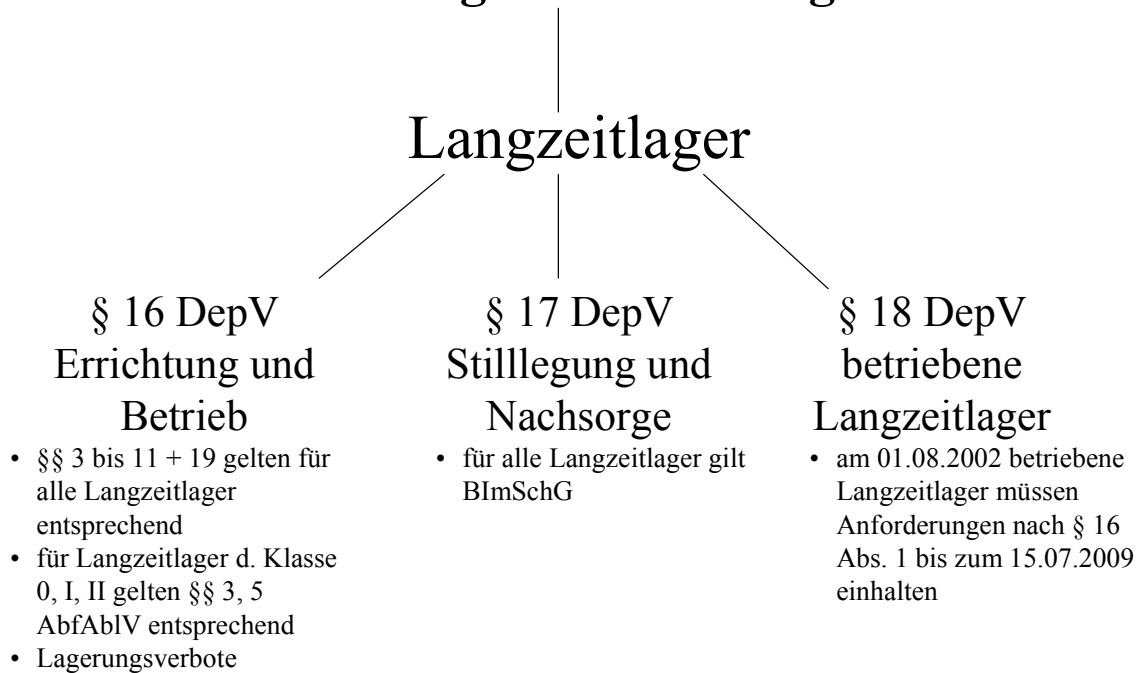 Langzeitlager
§ 16 DepV
Errichtung und
Betrieb
• §§ 3 bis 11 + 19 gelten für
alle Langzeitlager
entsprechend
• für Langzeitlager d. Klasse
0, I, II gelten §§ 3, 5
AbfAblV entsprechend
• Lagerungsverbote
§ 17 DepV
Stilllegung und
Nachsorge
• für alle Langzeitlager gilt
BImSchG
§ 18 DepV
betriebene
Langzeitlager
• am 01.08.2002 betriebene
Langzeitlager müssen
Anforderungen nach § 16
Abs. 1 bis zum 15.07.2009
einhalten